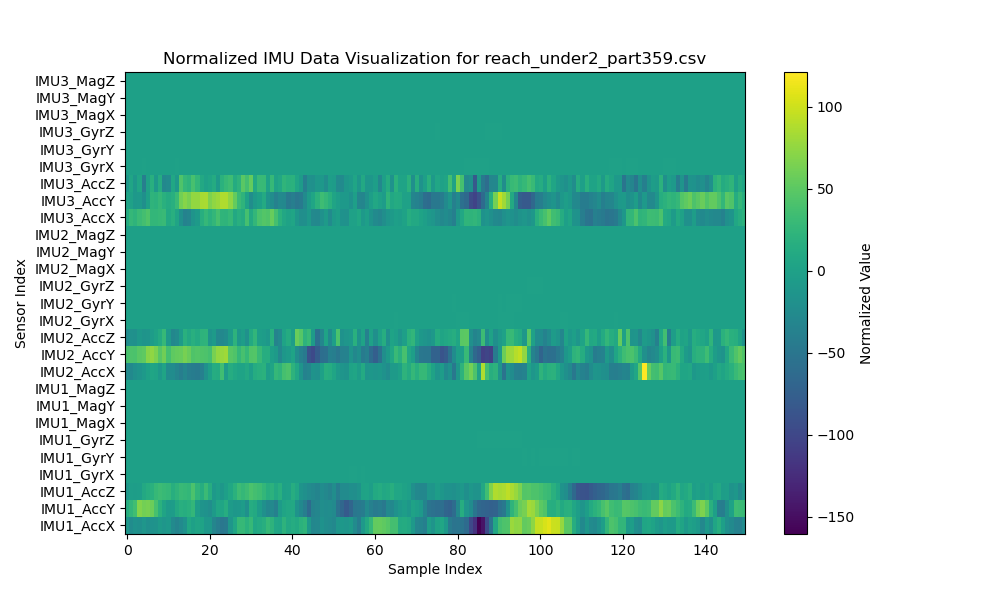 Normalized IMU Data Visualization for reach_under2_part359.csv
IMU3_MagZ
IMU3_MagY
IMU3_MagX
IMU3_GyrZ
IMU3_GyrY
IMU3_GyrX
IMU3_AccZ
IMU3_AccY
IMU3_AccX
IMU2_MagZ
IMU2_MagY
IMU2_MagX
IMU2_GyrZ
IMU2_GyrY
IMU2_GyrX
IMU2_AccZ
IMU2_AccY
IMU2_AccX
IMU1_MagZ
IMU1_MagY
IMU1_MagX
IMU1_GyrZ
IMU1_GyrY
IMU1_GyrX
IMU1_AccZ
IMU1_AccY
IMU1_AccX
Sensor Index
0 20 40 60 80 100 120 140
Sample Index
100
50
0
−50
−100
−150
Normalized Value